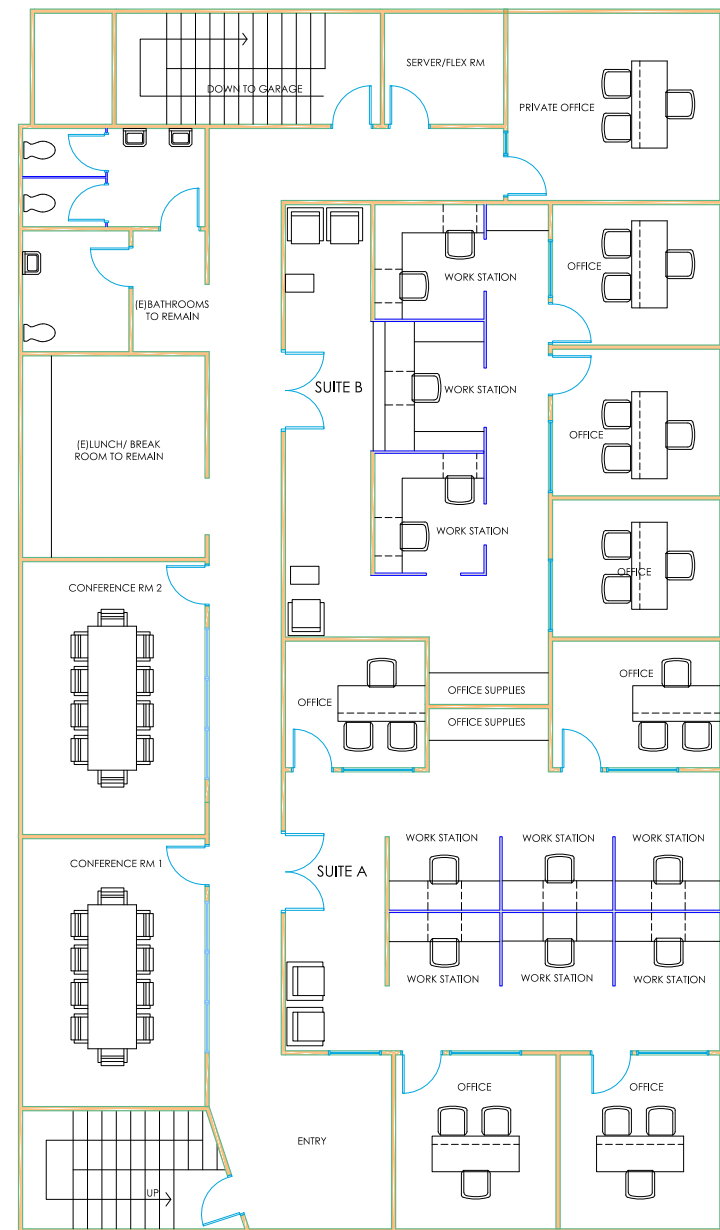 DOWN TO GARAGE
SERVER/FLEX RM
PRIVATE OFFICE
(E)BATHROOMS
TO REMAIN
WORK STATION
OFFICE
SUITE B
WORK STATION
(E)LUNCH/ BREAK
ROOM TO REMAIN
OFFICE
WORK STATION
OFFICE
CONFERENCE RM 2
OFFICE
OFFICE SUPPLIES
OFFICE SUPPLIES
OFFICE
WORK STATION
WORK STATION
WORK STATION
CONFERENCE RM 1
SUITE A
WORK STATION
WORK STATION
WORK STATION
OFFICE
OFFICE
ENTRY
UP